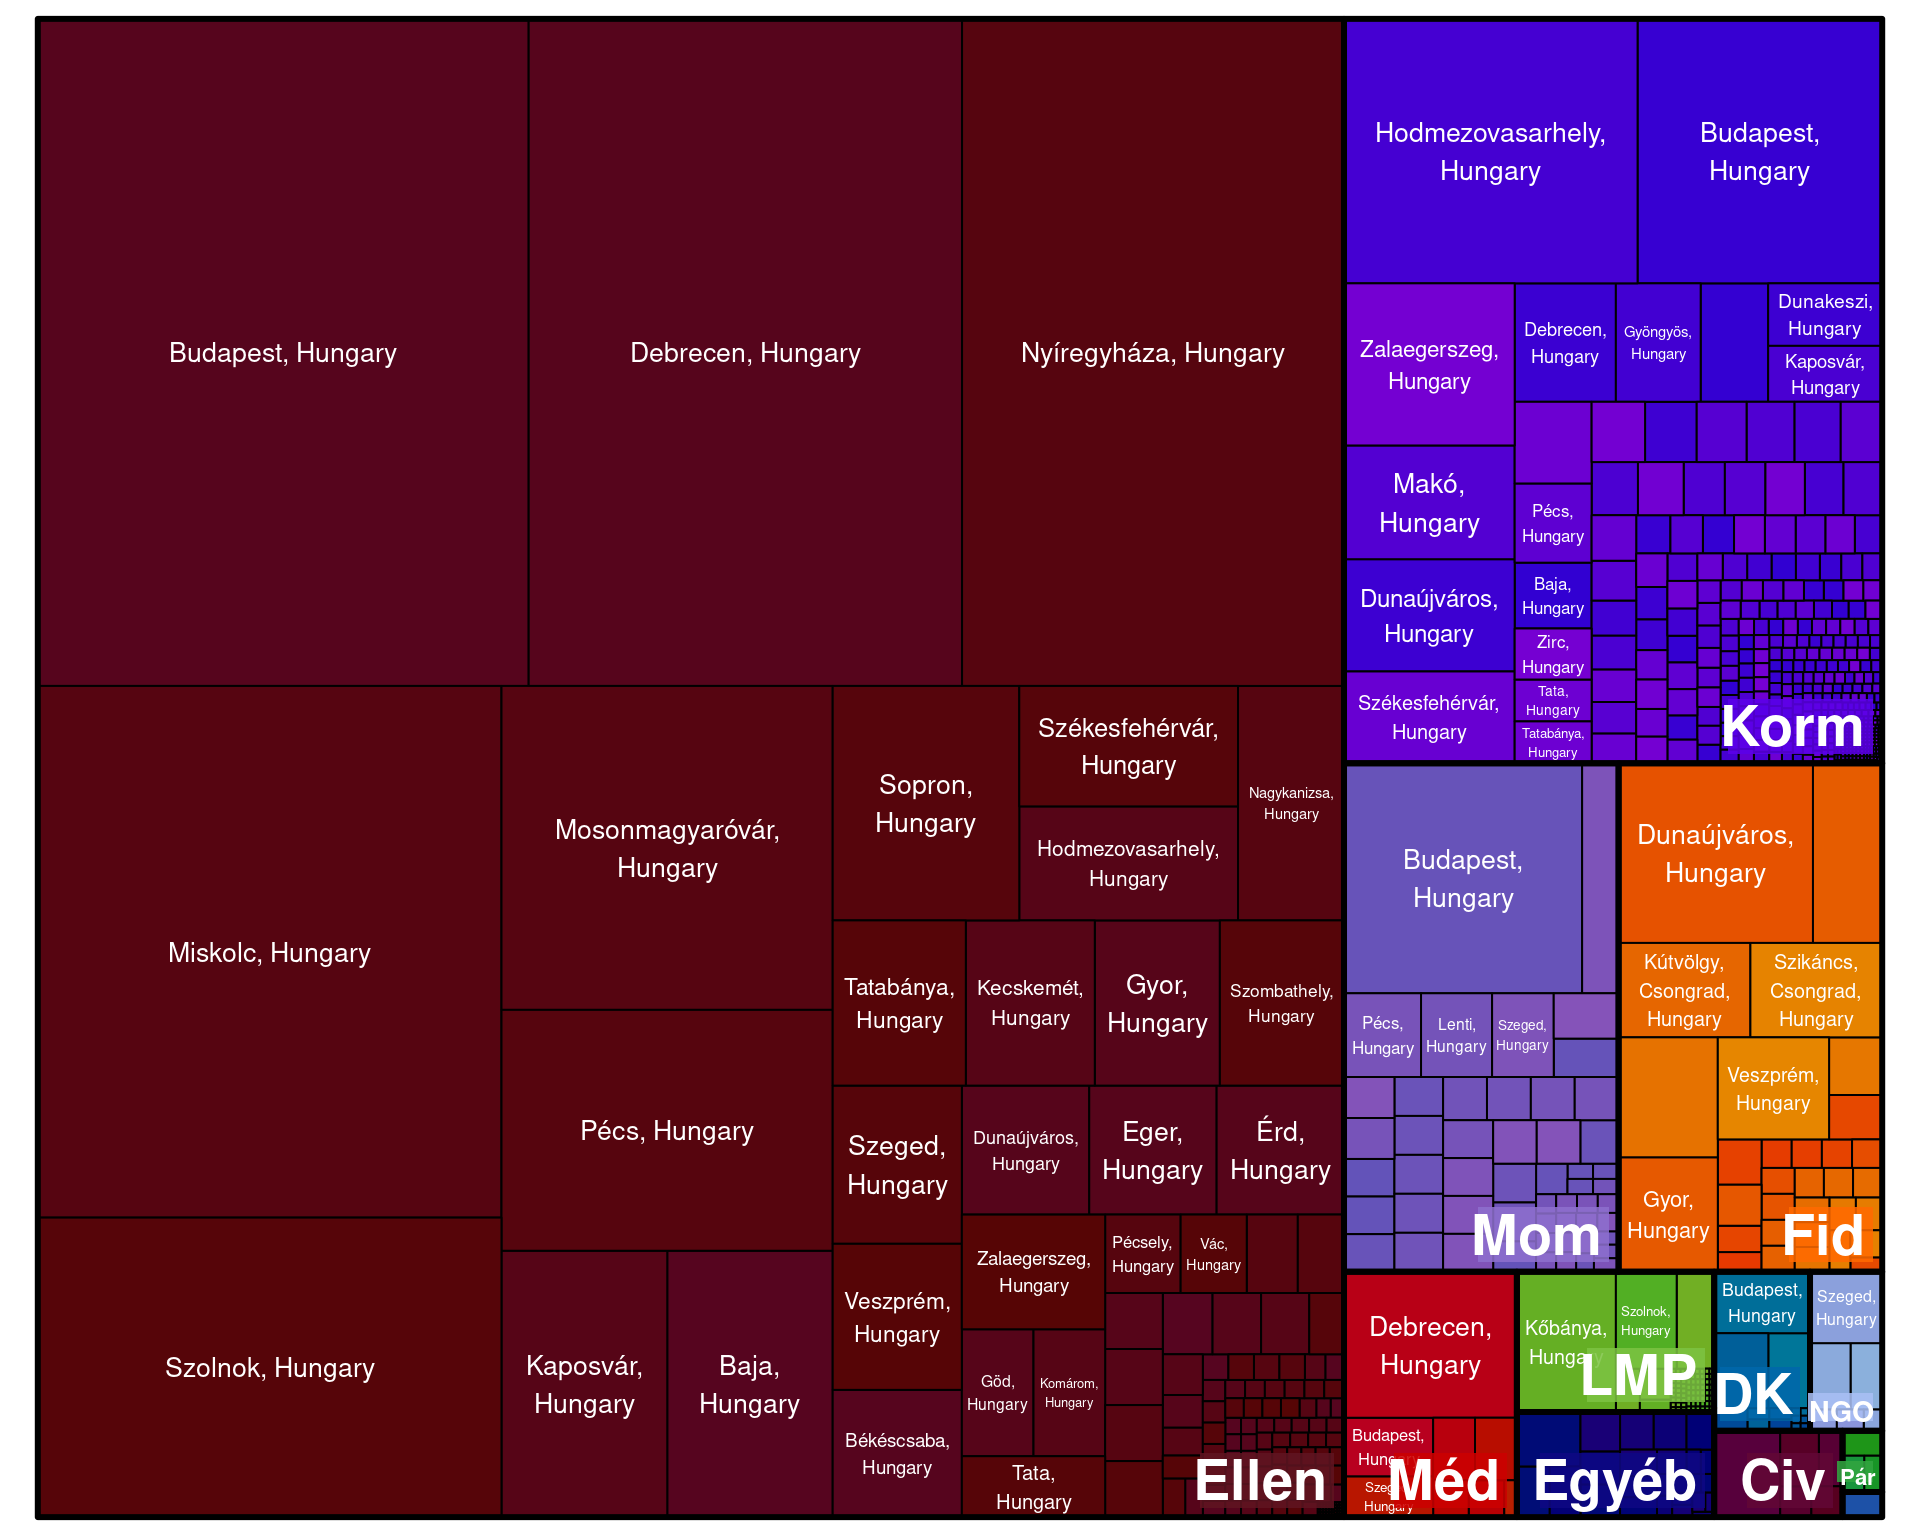 Budapest, Hungary
Debrecen, Hungary
Nyíregyháza, Hungary
Miskolc, Hungary
Szolnok, Hungary
Mosonmagyaróvár,
Hungary
Pécs, Hungary
Kaposvár,
Hungary
Baja,
Hungary
Sopron,
Hungary
Székesfehérvár,
Hungary
Hodmezovasarhely,
Hungary
Nagykanizsa,
Hungary
Tatabánya,
Hungary
Kecskemét,
Hungary
Gyor,
Hungary
Szombathely,
Hungary
Szeged,
Hungary
Dunaújváros,
Hungary
Eger,
Hungary
Érd,
Hungary
Veszprém,
Hungary
Zalaegerszeg,
Hungary
Pécsely,
Hungary
Vác,
Hungary
Békéscsaba,
Hungary
Göd,
Hungary
Komárom,
Hungary
Tata,
Hungary
Ellen
Hodmezovasarhely,
Hungary
Budapest,
Hungary
Zalaegerszeg,
Hungary
Debrecen,
Hungary
Gyöngyös,
Hungary
Dunakeszi,
Hungary
Kaposvár,
Hungary
Makó,
Hungary
Pécs,
Hungary
Dunaújváros,
Hungary
Baja,
Hungary
Zirc,
Hungary
Székesfehérvár,
Hungary
Tata,
Hungary
Tatabánya,
Hungary
Korm
Budapest,
Hungary
Pécs,
Hungary
Lenti,
Hungary
Szeged,
Hungary
Mom
Dunaújváros,
Hungary
Kútvölgy,
Csongrad,
Hungary
Szikáncs,
Csongrad,
Hungary
Veszprém,
Hungary
Gyor,
Hungary
Fid
Debrecen,
Hungary
Budapest,
Hungary
Szeged,
Hungary
Méd
Kőbánya,
Hungary
Szolnok,
Hungary
LMP
Budapest,
Hungary
DK
Szeged,
Hungary
NGO
Egyéb
Civ
Pár